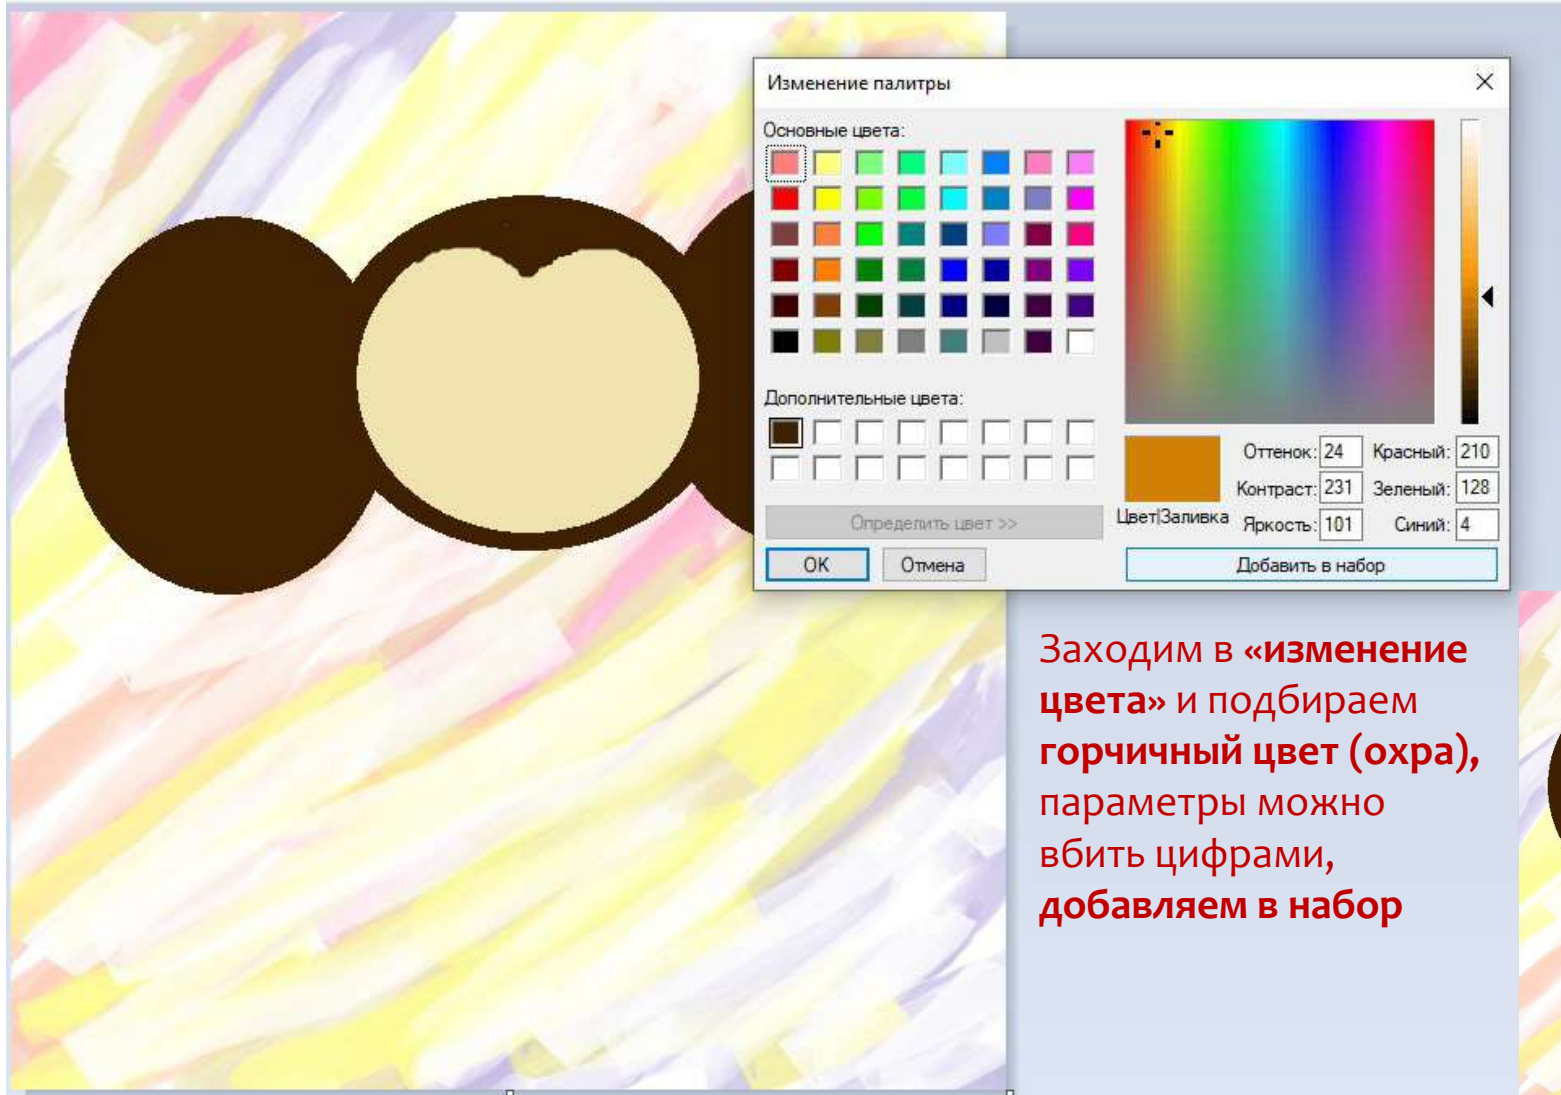 Изменение палитры
Основные цвета:
Дополнительные цвета:
Определить цвет >>
OK
Отмена
Цвет|Заливка
Оттенок: 24
Красный: 210
Контраст: 231
Зеленый: 128
Яркость: 101
Синий: 4
Добавить в набор
Заходим в «изменение
цвета» и подбираем
горчичный цвет (охра),
параметры можно
вбить цифрами,
добавляем в набор